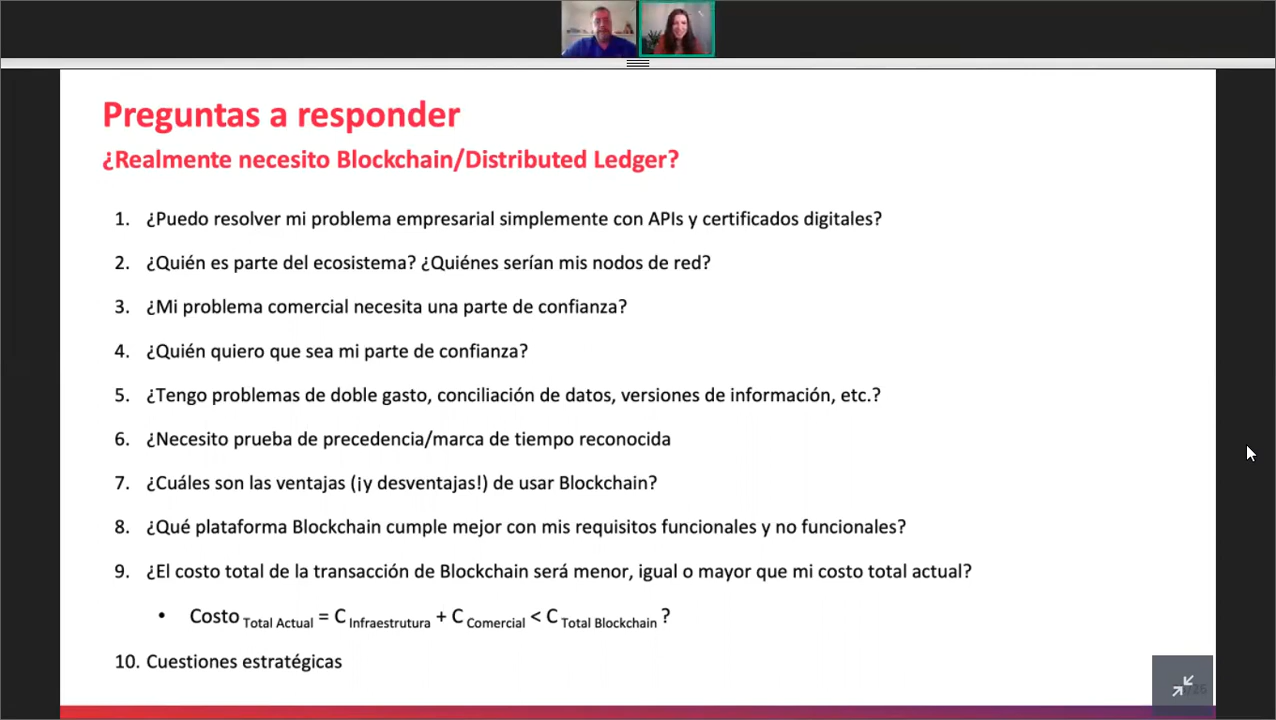 Preguntas a responder
¿Realmente necesito Blockchain/Distributed Ledger?
1. ¿Puedo resolver mi problema empresarial simplemente con APIs y certificados digitales?
2. ¿Quién es parte del ecosistema? ¿Quiénes serían mis nodos de red?
3. ¿Mi problema comercial necesita una parte de confianza?
4. ¿Quién quiero que sea mi parte de confianza?
5. ¿Tengo problemas de doble gasto, conciliación de datos, versiones de información, etc.?
6. ¿Necesito prueba de precedencia/marca de tiempo reconocida
7. ¿Cuáles son las ventajas (¡y desventajas!) de usar Blockchain?
8. ¿Qué plataforma Blockchain cumple mejor con mis requisitos funcionales y no funcionales?
9. ¿El costo total de la transacción de Blockchain será menor, igual o mayor que mi costo total actual?
• Costo Total Actual = C Infraestrutura + C Comercial < C Total Blockchain ?
10. Cuestiones estratégicas